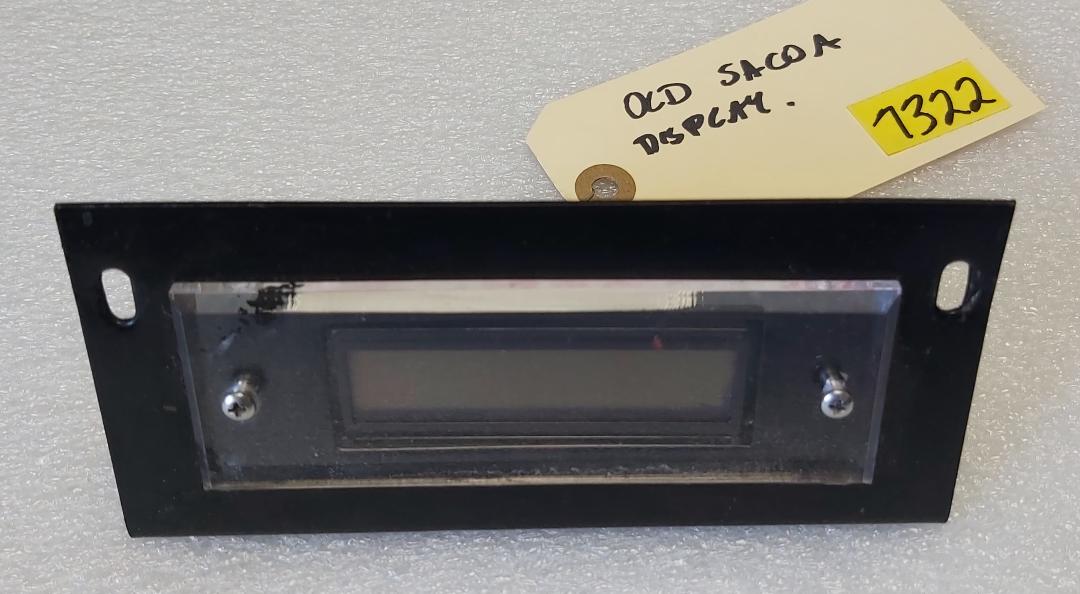 OLD SACOA
DISPLAY.
7322